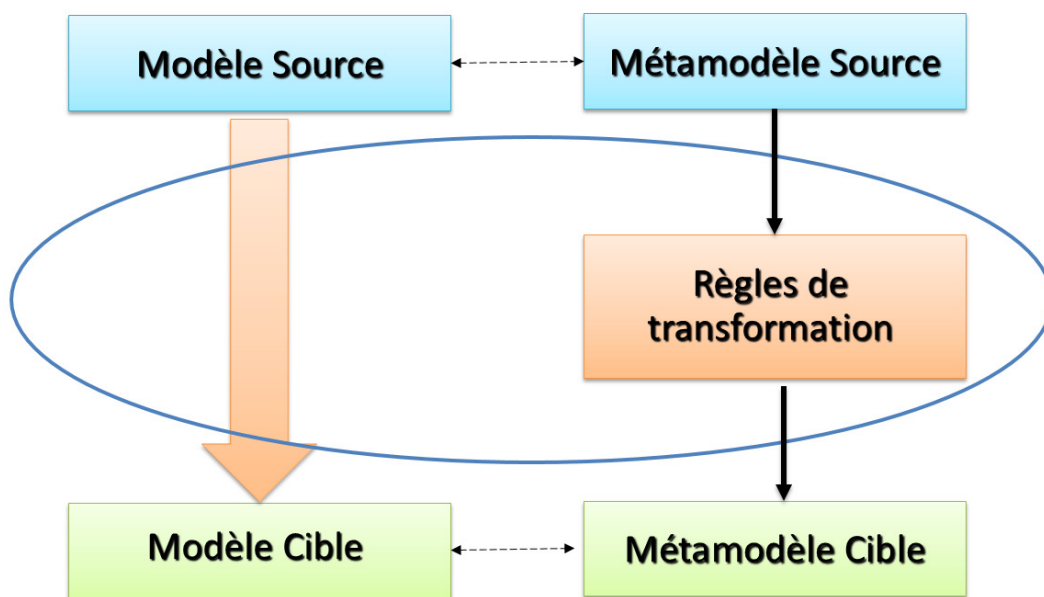 Modèle Source
Métamodèle Source
Règles de
transformation
Modèle Cible
Métamodèle Cible